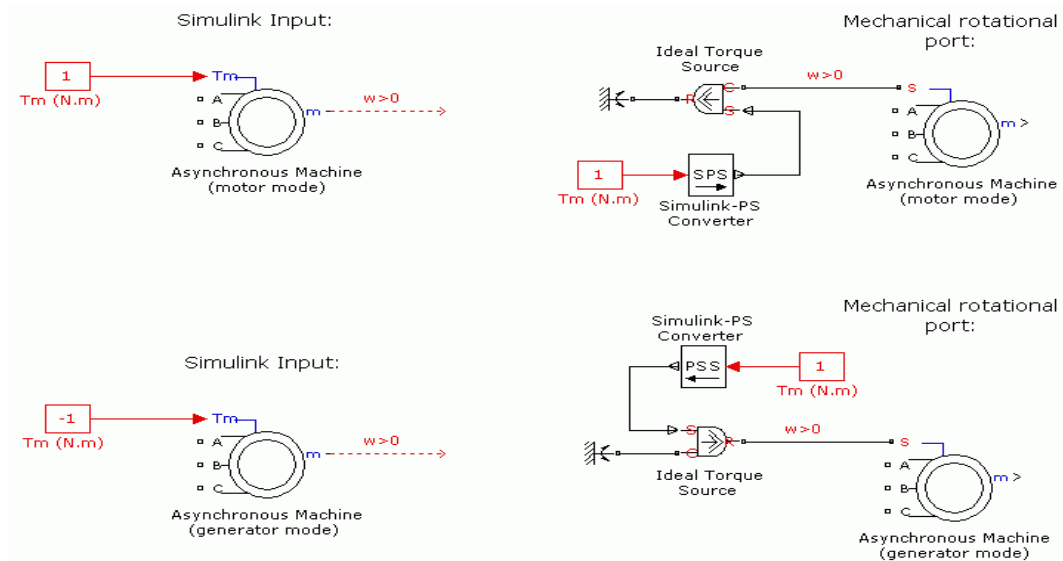 Simulink Input:
1
Tm (N.m)
Tm
A
B
C
m
w>0
Asynchronous Machine
(motor mode)
Mechanical rotational
port:
Ideal Torque
Source
R
C
S
w>0
S
A
B
C
m >
1
Tm (N.m)
SPS
Simulink-PS
Converter
Asynchronous Machine
(motor mode)
Simulink Input:
-1
Tm (N.m)
Tm
A
B
C
m
w>0
Asynchronous Machine
(generator mode)
Mechanical rotational
port:
Simulink-PS
Converter
PSS
1
Tm (N.m)
S
C
R
w>0
Ideal Torque
Source
S
A
B
C
m >
Asynchronous Machine
(generator mode)